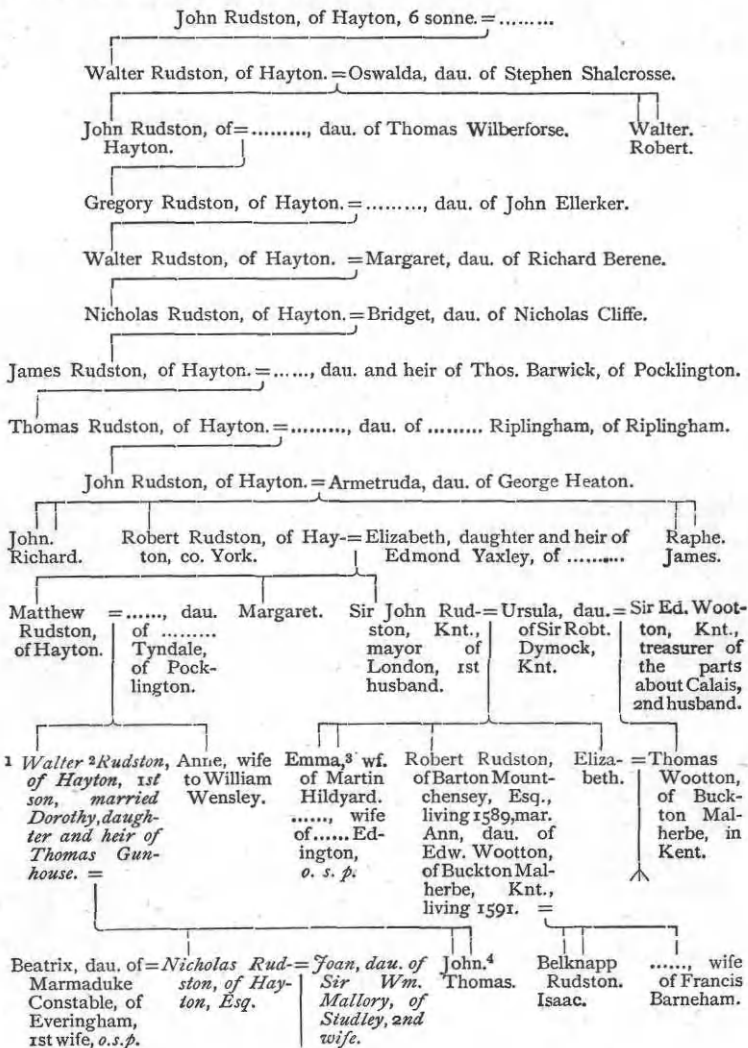 John Rudston, of Hayton, 6 sonne. = .........
Walter Rudston, of Hayton. = Oswalda, dau. of Stephen Shalcrosse.
John Rudston, of = ........., dau. of Thomas Wilberforse.
Hayton.
Walter.
Robert.
Gregory Rudston, of Hayton. = ........., dau. of John Ellerker.
Walter Rudston, of Hayton. = Margaret, dau. of Richard Berene.
Nicholas Rudston, of Hayton. = Bridget, dau. of Nicholas Cliffe.
James Rudston, of Hayton. = ......, dau. and heir of Thos. Barwick, of Pocklington.
Thomas Rudston, of Hayton. = ........., dau. of ......... Riplingham, of Riplingham.
John Rudston, of Hayton. = Armetruda, dau. of George Heaton.
John.
Richard.
Robert Rudston, of Hay-
ton, co. York.
= Elizabeth, daughter and heir of
Edmond Yaxley, of .........
Raphe.
James.
Matthew
Rudston,
of Hayton.
= ......, dau.
of .........
Tyndale,
of Pock-
lington.
Margaret.
Sir John Rud-
ston, Knt.,
mayor of
London, 1st
husband.
= Ursula, dau.
of Sir Robt.
Dymock,
Knt.
= Sir Ed. Woot-
ton, Knt.,
treasurer of
the parts
about Calais,
2nd husband.
1 Walter 2 Rudston,
of Hayton, 1st
son, married
Dorothy, daugh-
ter and heir of
Thomas Gun-
house. =
Anne, wife
to William
Wensley.
Emma,3 wf.
of Martin
Hildyard.
......, wife
of ...... Ed-
ington,
o. s. p.
Robert Rudston,
of Barton Mount-
chensey, Esq.,
living 1589, mar.
Ann, dau. of
Edw. Wootton,
of Buckton Mal-
herbe, Knt.,
living 1591. =
Eliza-
beth.
= Thomas
Wootton,
of Buck-
ton Mal-
herbe, in
Kent.
Beatrix, dau. of
Marmaduke
Constable, of
Everingham,
1st wife, o.s.p.
= Nicholas Rud-
ston, of Hay-
ton, Esq.
= Joan, dau. of
Sir Wm.
Mallory, of
Studley, 2nd
wife.
John.4
Thomas.
Belknapp
Rudston.
Isaac.
......, wife
of Francis
Barneham.